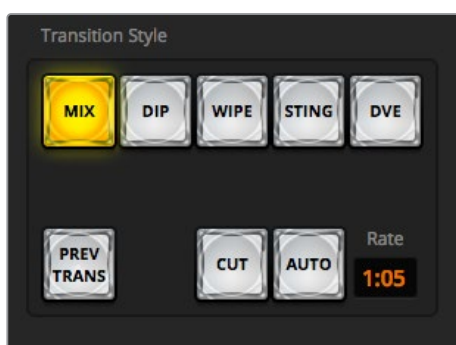 Transition Style
MIX DIP WIPE STING DVE
PREV
TRANS
CUT AUTO
Rate
1:05